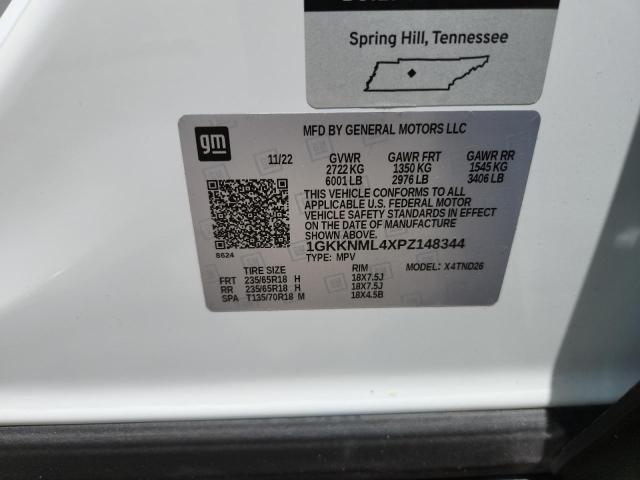 Spring Hill, Tennessee
gm
MFD BY GENERAL MOTORS LLC
11/22 GVWR GAWR FRT GAWR RR
2722 KG 1350 KG 1545 KG
6001 LB 2976 LB 3406 LB
THIS VEHICLE CONFORMS TO ALL
APPLICABLE U.S. FEDERAL MOTOR
VEHICLE SAFETY STANDARDS IN EFFECT
ON THE DATE OF MANUFACTURE
SHOWN ABOVE.
1GKKNML4XPZ148344
8624
TYPE: MPV
TIRE SIZE RIM MODEL: X4TND26
FRT 235/65R18 H 18X7.5J
RR 235/65R18 H 18X7.5J
SPA T135/70R18 M 18X4.5B